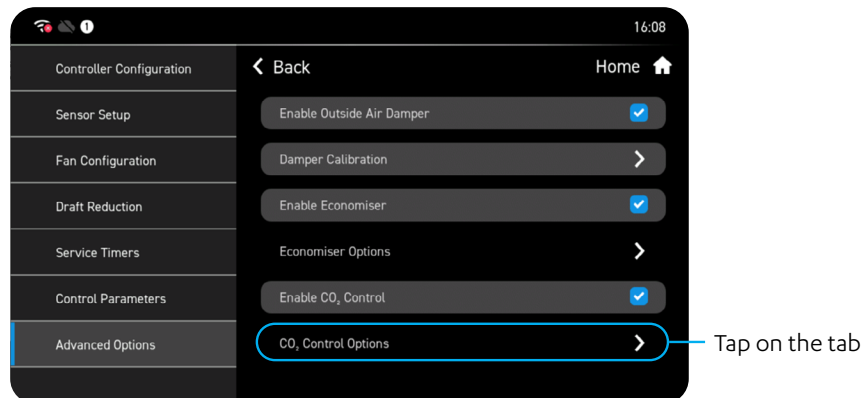 1 16:08
Controller Configuration
Sensor Setup
Fan Configuration
Draft Reduction
Service Timers
Control Parameters
Advanced Options
Back Home
Enable Outside Air Damper
Damper Calibration
Enable Economiser
Economiser Options
Enable CO₂ Control
CO₂ Control Options
Tap on the tab